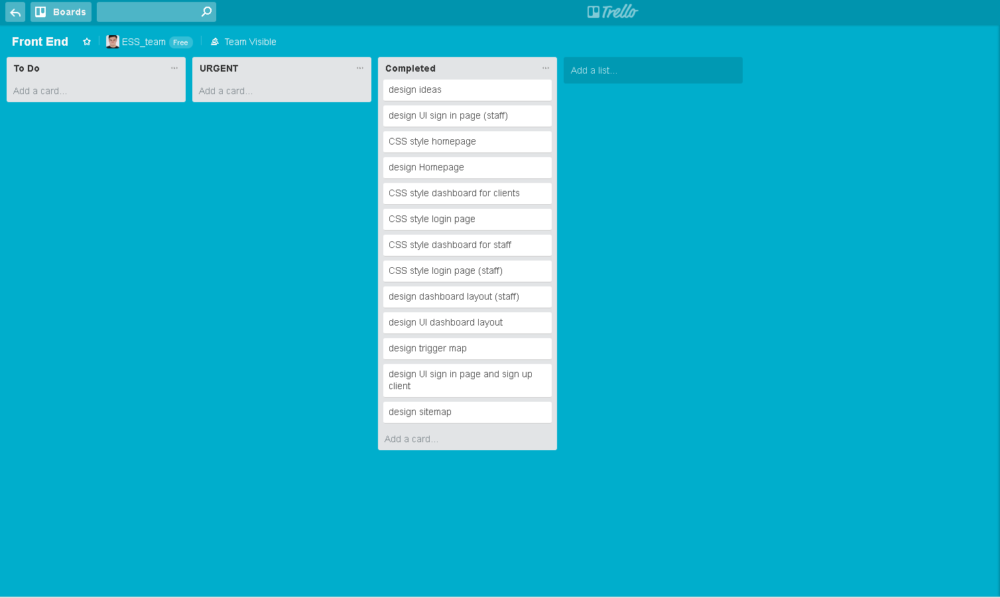 Boards
Trello
Front End
ESS_team Free
Team Visible
To Do
Add a card...
URGENT
Add a card...
Completed
design ideas
design UI sign in page (staff)
CSS style homepage
design Homepage
CSS style dashboard for clients
CSS style login page
CSS style dashboard for staff
CSS style login page (staff)
design dashboard layout (staff)
design UI dashboard layout
design trigger map
design UI sign in page and sign up
client
design sitemap
Add a card...
Add a list...